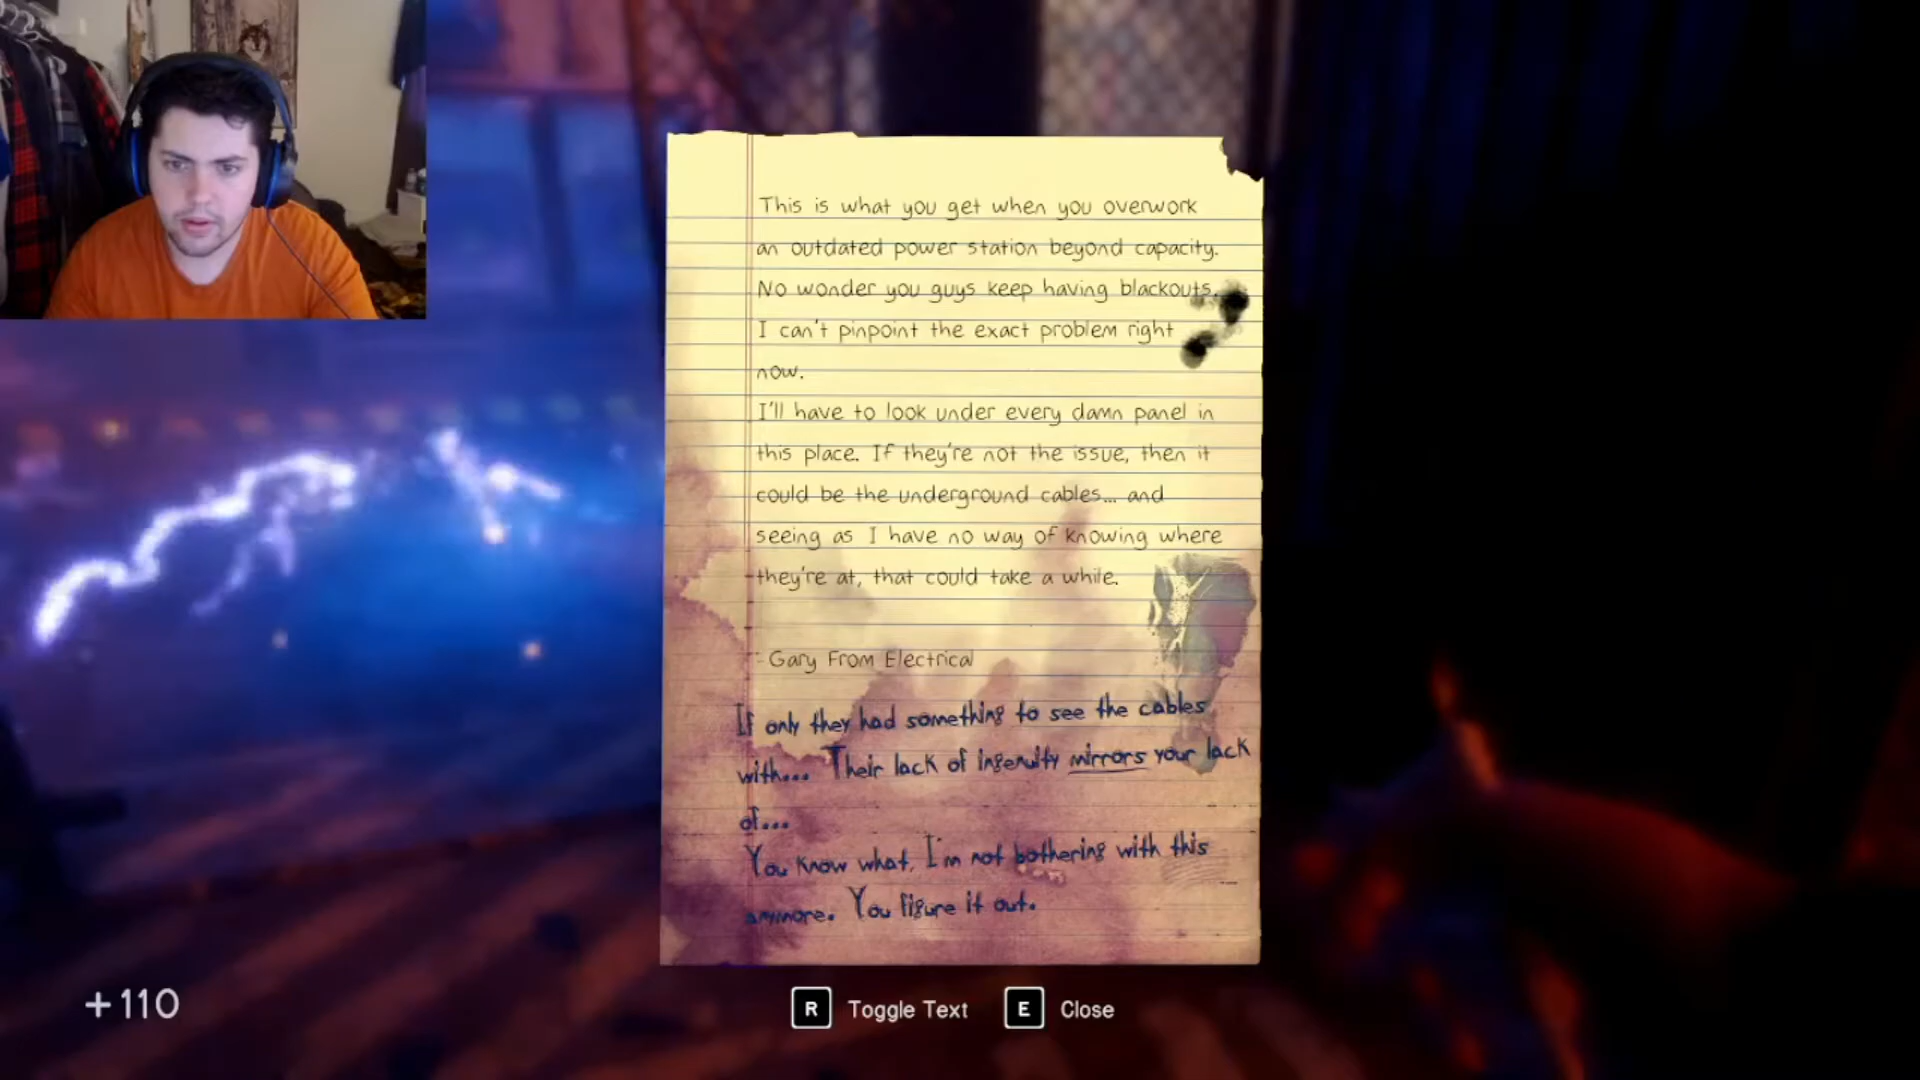 This is what you get when you overwork
an outdated power station beyond capacity.
No wonder you guys keep having blackouts.
I can't pinpoint the exact problem right
now.
I'll have to look under every damn panel in
this place. If they're not the issue, then it
could be the underground cables... and
seeing as I have no way of knowing where
they're at, that could take a while.
- Gary From Electrical
If only they had something to see the cables
with... Their lack of ingenuity mirrors your lack
of...
You know what, I'm not bothering with this
anymore. You figure it out.
+110
R Toggle Text E Close